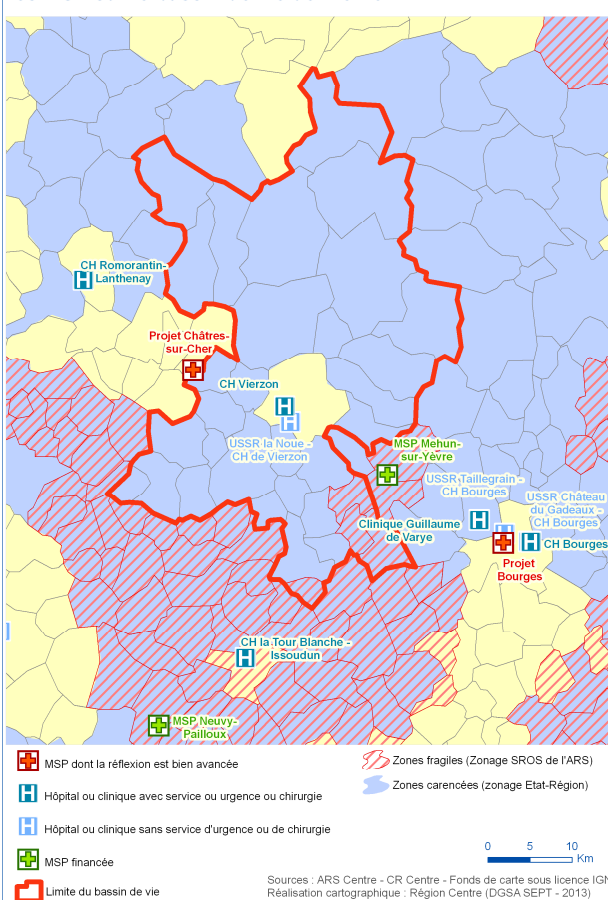 CH Romorantin-
Lanthenay
Projet Châtres-
sur-Cher
CH Vierzon
USSR la Noue -
CH de Vierzon
MSP Mehun-
sur-Yèvre
USSR Taillegrain -
CH Bourges
USSR Château
du Gadeaux -
CH Bourges
Clinique Guillaume
de Varye
CH Bourges
Projet
Bourges
CH la Tour Blanche -
Issoudun
MSP Neuvy-
Pailloux
MSP dont la réflexion est bien avancée
Hôpital ou clinique avec service ou urgence ou chirurgie
Hôpital ou clinique sans service d'urgence ou de chirurgie
MSP financée
Limite du bassin de vie
Zones fragiles (Zonage SROS de l'ARS)
Zones carencées (zonage Etat-Région)
0 5 10
Km
Sources : ARS Centre - CR Centre - Fonds de carte sous licence IGN
Réalisation cartographique : Région Centre (DGSA SEPT - 2013)